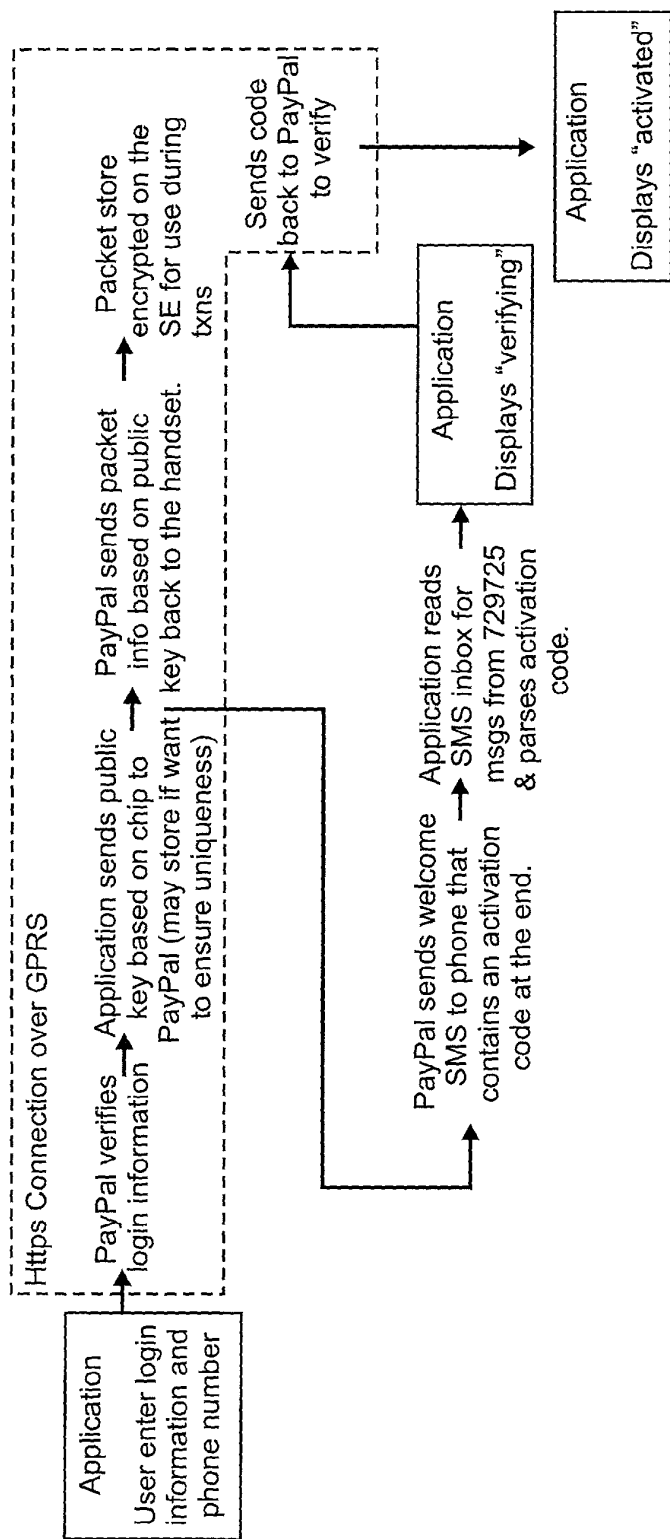 Https Connection over GPRS
Application
User enter login
information and
phone number
PayPal verifies
login information
Application sends public
key based on chip to
PayPal (may store if want
to ensure uniqueness)
PayPal sends packet
info based on public
key back to the handset.
Packet store
encrypted on the
SE for use during
txns
PayPal sends welcome
SMS to phone that
contains an activation
code at the end.
Application reads
SMS inbox for
msgs from 729725
& parses activation
code.
Application
Displays "verifying"
Sends code
back to PayPal
to verify
Application
Displays "activated"